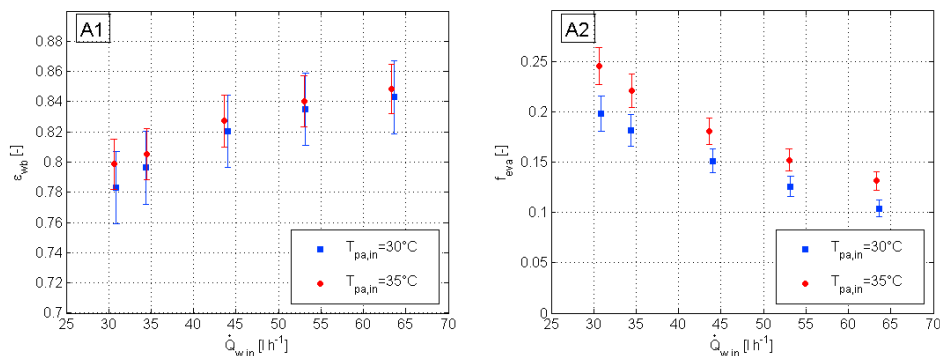 A1
0.88
0.86
0.84
0.82
0.8
0.78
0.76
0.74
0.72
0.7
ε_wb [-]
T_pa,in=30°C
T_pa,in=35°C
25 30 35 40 45 50 55 60 65 70
Q̇_w,in [l h⁻¹]
A2
0.25
0.2
0.15
0.1
0.05
0
f_eva [-]
T_pa,in=30°C
T_pa,in=35°C
25 30 35 40 45 50 55 60 65 70
Q̇_w,in [l h⁻¹]